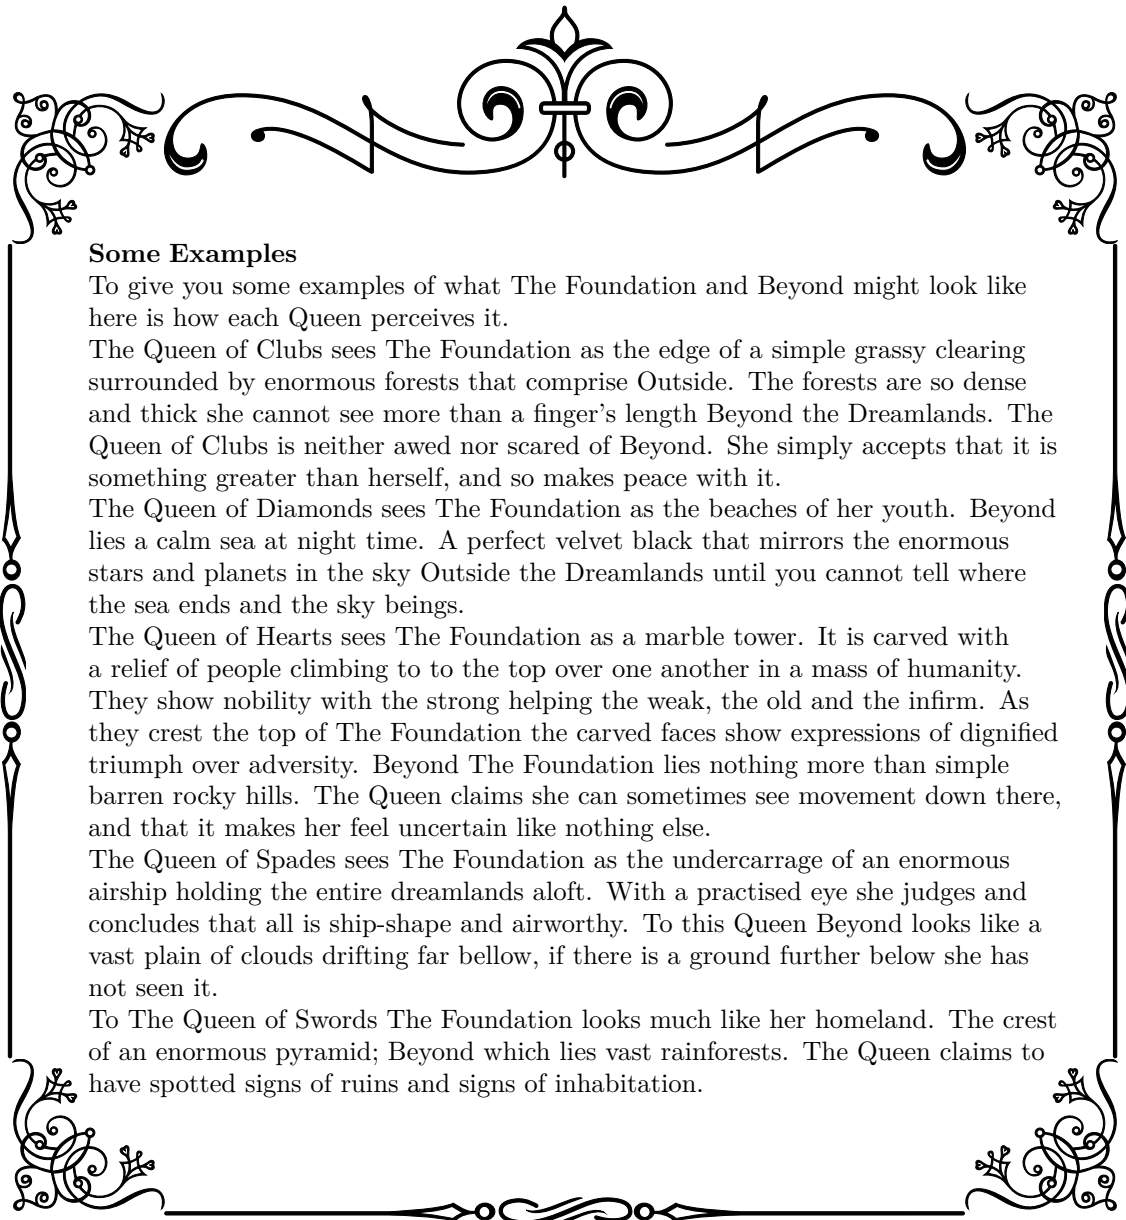 Some Examples
To give you some examples of what The Foundation and Beyond might look like
here is how each Queen perceives it.
The Queen of Clubs sees The Foundation as the edge of a simple grassy clearing
surrounded by enormous forests that comprise Outside. The forests are so dense
and thick she cannot see more than a finger's length Beyond the Dreamlands. The
Queen of Clubs is neither awed nor scared of Beyond. She simply accepts that it is
something greater than herself, and so makes peace with it.
The Queen of Diamonds sees The Foundation as the beaches of her youth. Beyond
lies a calm sea at night time. A perfect velvet black that mirrors the enormous
stars and planets in the sky Outside the Dreamlands until you cannot tell where
the sea ends and the sky beings.
The Queen of Hearts sees The Foundation as a marble tower. It is carved with
a relief of people climbing to to the top over one another in a mass of humanity.
They show nobility with the strong helping the weak, the old and the infirm. As
they crest the top of The Foundation the carved faces show expressions of dignified
triumph over adversity. Beyond The Foundation lies nothing more than simple
barren rocky hills. The Queen claims she can sometimes see movement down there,
and that it makes her feel uncertain like nothing else.
The Queen of Spades sees The Foundation as the undercarrage of an enormous
airship holding the entire dreamlands aloft. With a practised eye she judges and
concludes that all is ship-shape and airworthy. To this Queen Beyond looks like a
vast plain of clouds drifting far bellow, if there is a ground further below she has
not seen it.
To The Queen of Swords The Foundation looks much like her homeland. The crest
of an enormous pyramid; Beyond which lies vast rainforests. The Queen claims to
have spotted signs of ruins and signs of inhabitation.